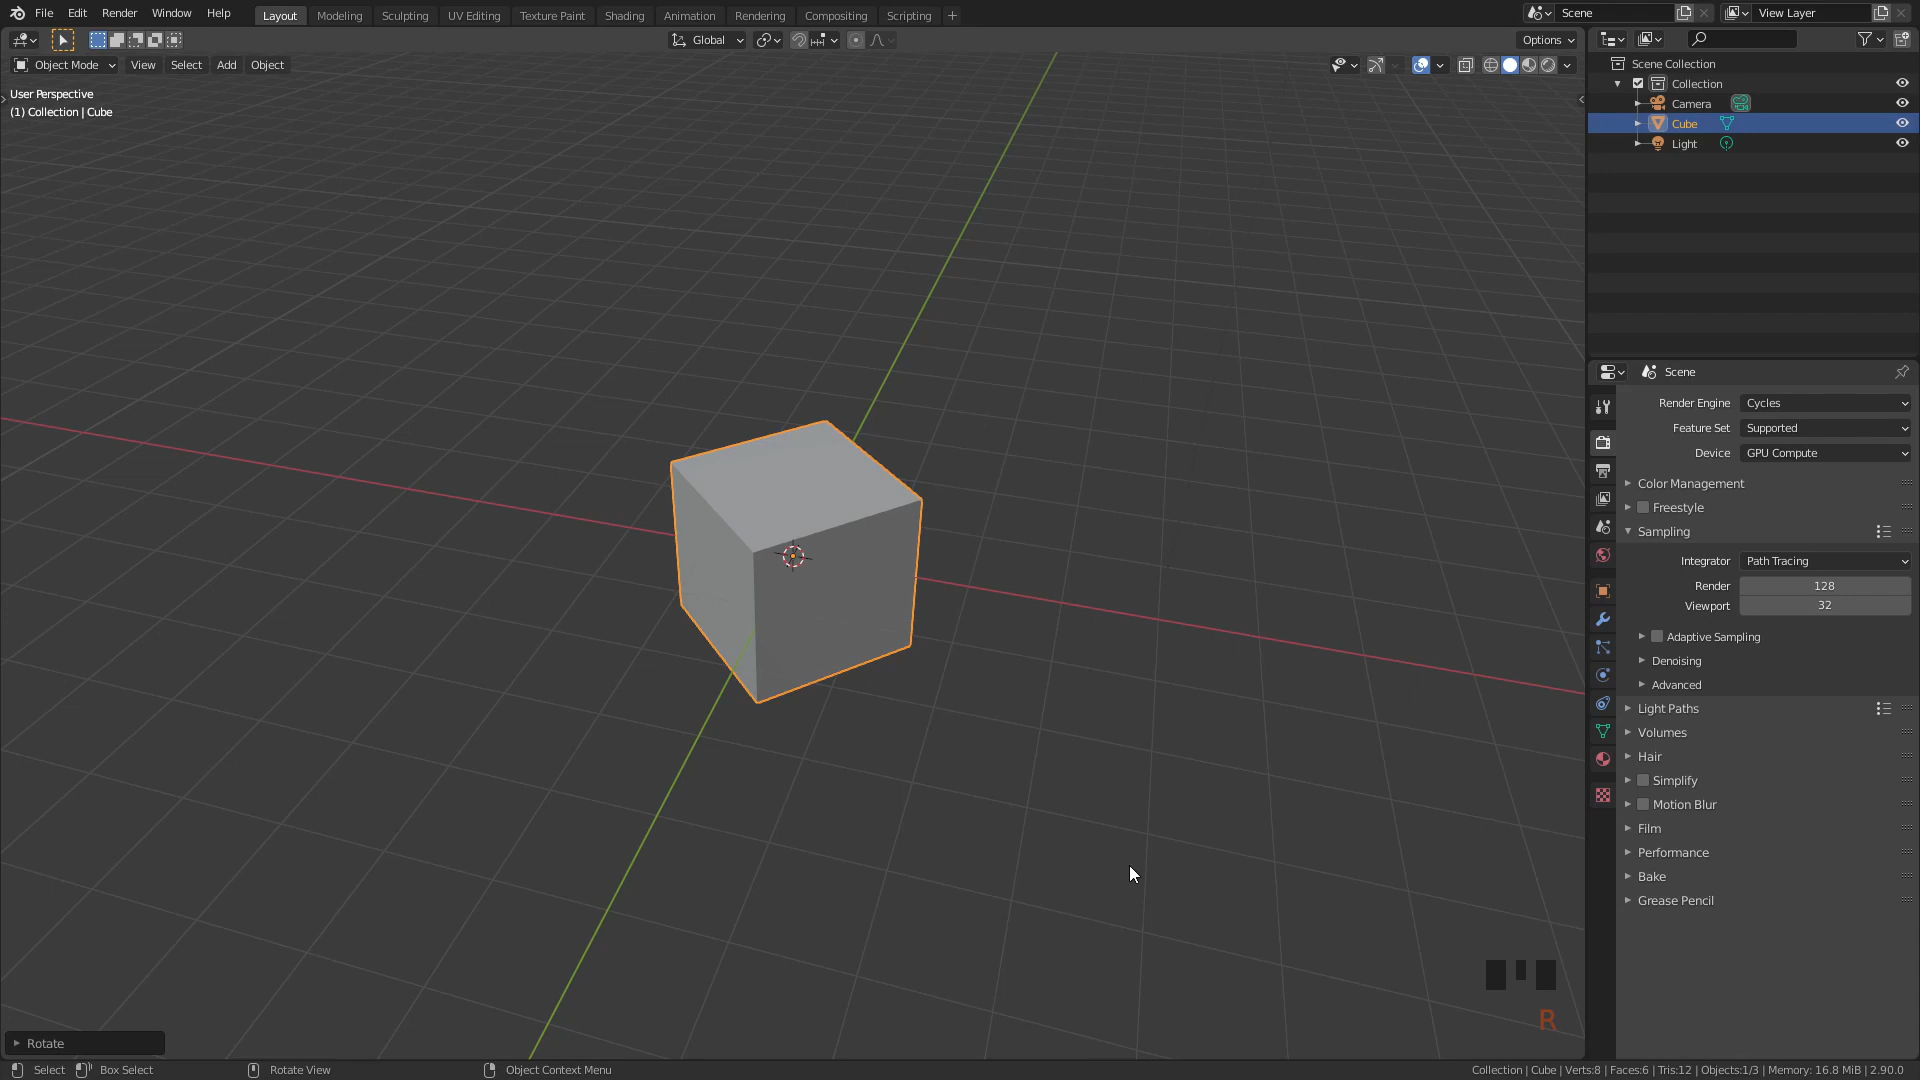 File Edit Render Window Help Layout Modeling Sculpting UV Editing Texture Paint Shading Animation Rendering Compositing Scripting + Scene View Layer
Global Options
Object Mode View Select Add Object
User Perspective
(1) Collection | Cube
Scene Collection
Collection
Camera
Cube
Light
Scene
Render Engine Cycles
Feature Set Supported
Device GPU Compute
Color Management
Freestyle
Sampling
Integrator Path Tracing
Render 128
Viewport 32
Adaptive Sampling
Denoising
Advanced
Light Paths
Volumes
Hair
Simplify
Motion Blur
Film
Performance
Bake
Grease Pencil
R
Rotate
Select Box Select Rotate View Object Context Menu Collection | Cube | Verts:8 | Faces:6 | Tris:12 | Objects:1/3 | Memory: 16.8 MiB | 2.90.0